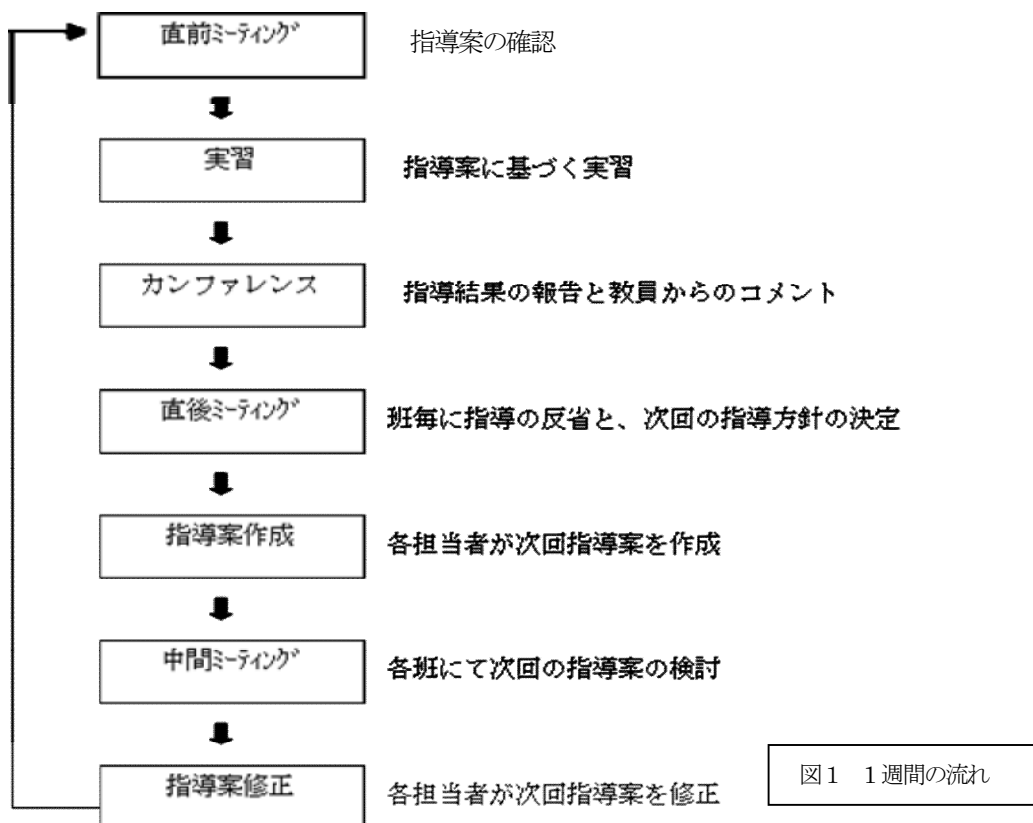 直前ミーティング 指導案の確認
実習 指導案に基づく実習
カンファレンス 指導結果の報告と教員からのコメント
直後ミーティング 班毎に指導の反省と、次回の指導方針の決定
指導案作成 各担当者が次回指導案を作成
中間ミーティング 各班にて次回の指導案の検討
指導案修正 各担当者が次回指導案を修正
図1 1週間の流れ